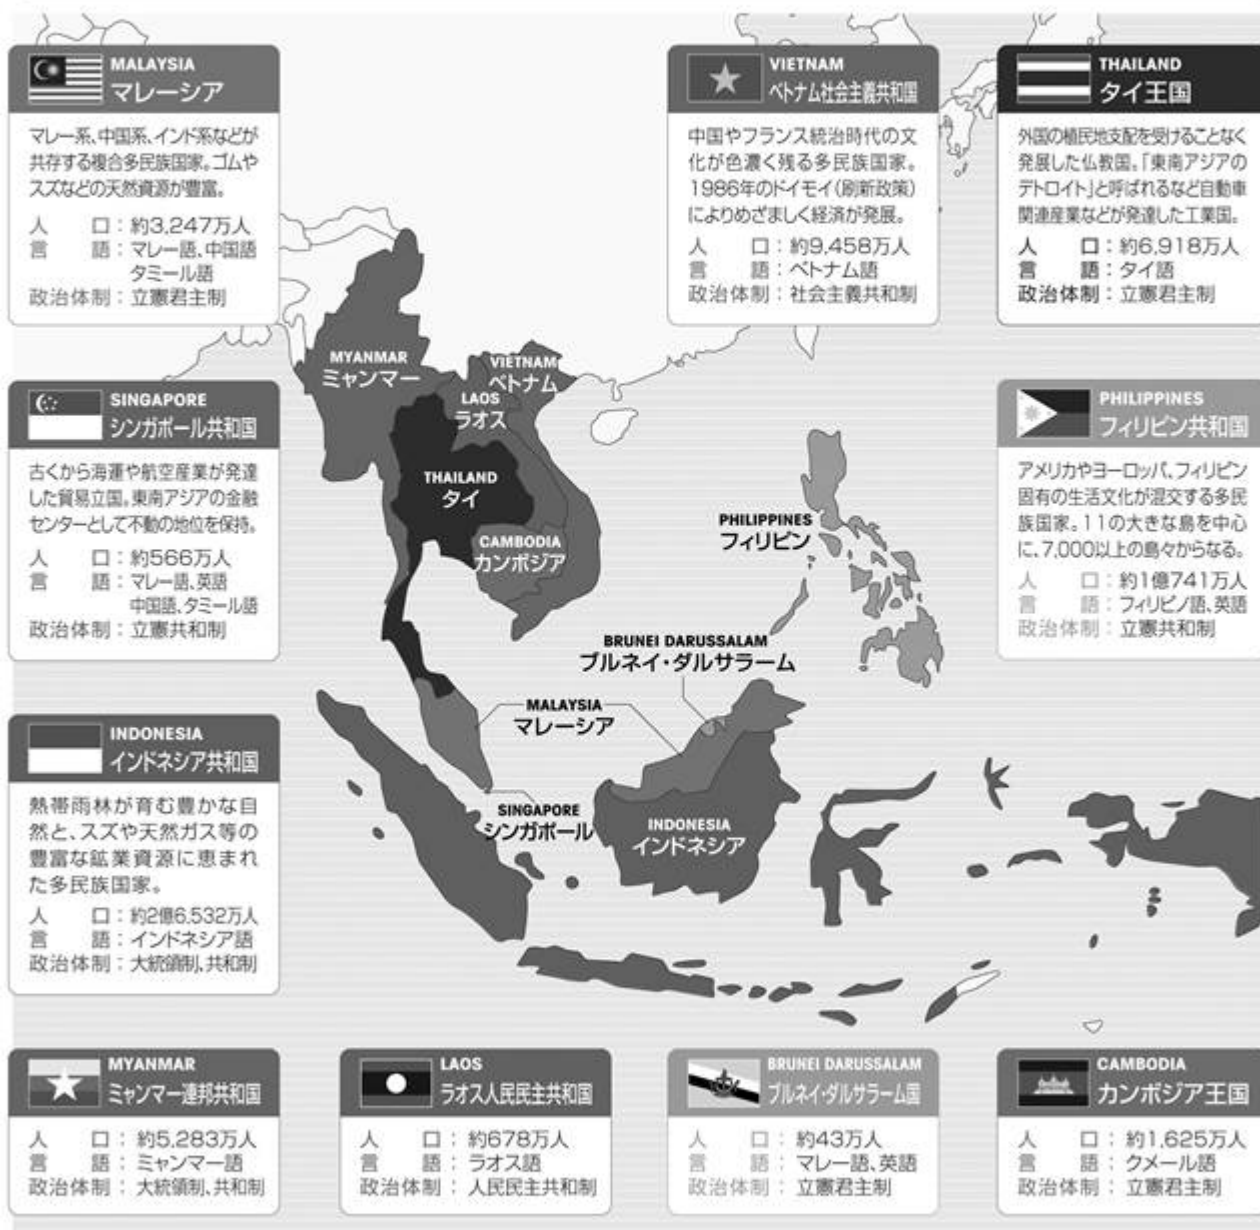 MALAYSIA
マレーシア
マレー系、中国系、インド系などが
共存する複合多民族国家。ゴムや
スズなどの天然資源が豊富。
人口：約3,247万人
言語：マレー語、中国語
タミール語
政治体制：立憲君主制
VIETNAM
ベトナム社会主義共和国
中国やフランス統治時代の文
化が色濃く残る多民族国家。
1986年のドイモイ（刷新政策）
によりめざましく経済が発展。
人口：約9,458万人
言語：ベトナム語
政治体制：社会主義共和制
THAILAND
タイ王国
外国の植民地支配を受けることなく
発展した仏教国。「東南アジアの
デトロイト」と呼ばれるなど自動車
関連産業などが発達した工業国。
人口：約6,918万人
言語：タイ語
政治体制：立憲君主制
SINGAPORE
シンガポール共和国
古くから海運や航空産業が発達
した貿易立国。東南アジアの金融
センターとして不動の地位を保持。
人口：約566万人
言語：マレー語、英語
中国語、タミール語
政治体制：立憲共和制
PHILIPPINES
フィリピン共和国
アメリカやヨーロッパ、フィリピン
固有の生活文化が混交する多民
族国家。11の大きな島を中心
に、7,000以上の島々からなる。
人口：約1億741万人
言語：フィリピノ語、英語
政治体制：立憲共和制
MYANMAR
ミャンマー
VIETNAM
ベトナム
LAOS
ラオス
THAILAND
タイ
CAMBODIA
カンボジア
PHILIPPINES
フィリピン
BRUNEI DARUSSALAM
ブルネイ・ダルサラーム
MALAYSIA
マレーシア
SINGAPORE
シンガポール
INDONESIA
インドネシア
INDONESIA
インドネシア共和国
熱帯雨林が育む豊かな自
然と、スズや天然ガス等の
豊富な鉱業資源に恵まれ
た多民族国家。
人口：約2億6,532万人
言語：インドネシア語
政治体制：大統領制、共和制
MYANMAR
ミャンマー連邦共和国
人口：約5,283万人
言語：ミャンマー語
政治体制：大統領制、共和制
LAOS
ラオス人民民主共和国
人口：約678万人
言語：ラオス語
政治体制：人民民主共和制
BRUNEI DARUSSALAM
ブルネイ・ダルサラーム国
人口：約43万人
言語：マレー語、英語
政治体制：立憲君主制
CAMBODIA
カンボジア王国
人口：約1,625万人
言語：クメール語
政治体制：立憲君主制